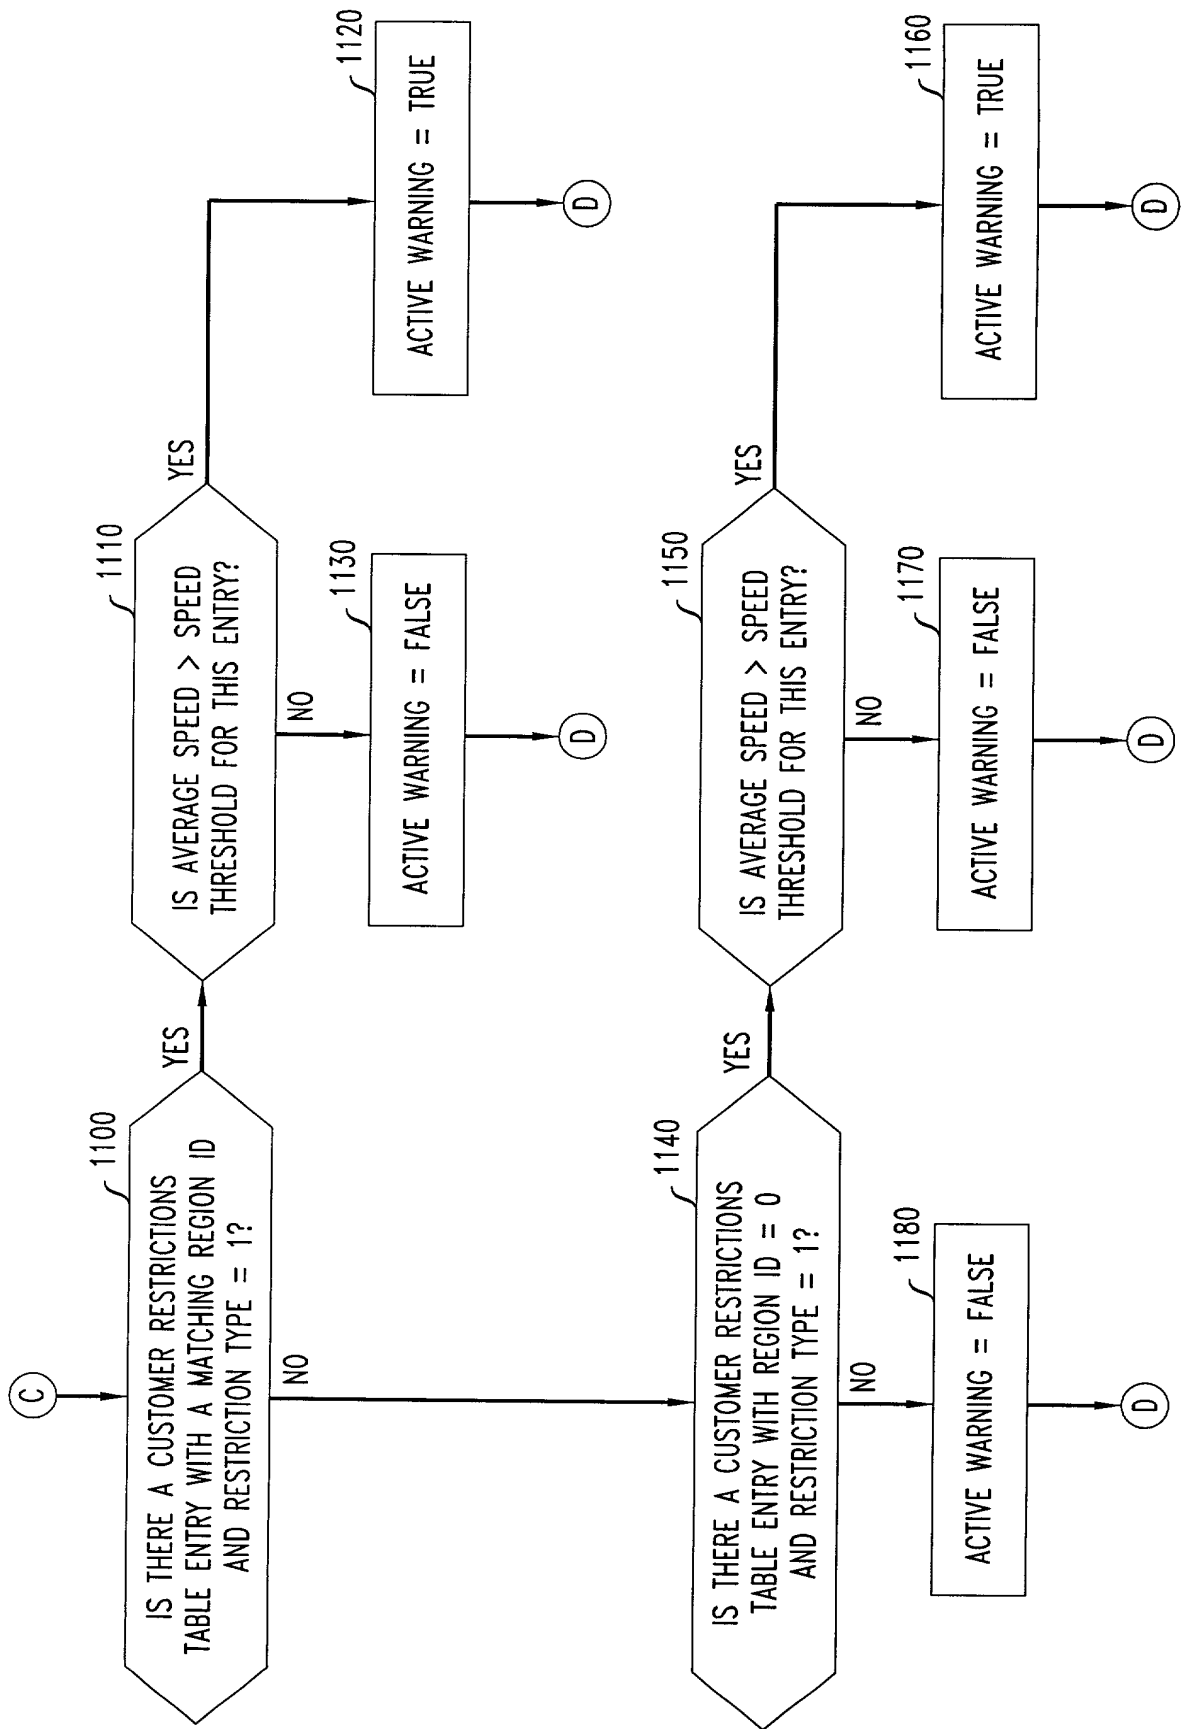 C
1100
IS THERE A CUSTOMER RESTRICTIONS
TABLE ENTRY WITH A MATCHING REGION ID
AND RESTRICTION TYPE = 1?
YES
NO
1110
IS AVERAGE SPEED > SPEED
THRESHOLD FOR THIS ENTRY?
YES
NO
1120
ACTIVE WARNING = TRUE
D
1130
ACTIVE WARNING = FALSE
D
1140
IS THERE A CUSTOMER RESTRICTIONS
TABLE ENTRY WITH REGION ID = 0
AND RESTRICTION TYPE = 1?
YES
NO
1150
IS AVERAGE SPEED > SPEED
THRESHOLD FOR THIS ENTRY?
YES
NO
1160
ACTIVE WARNING = TRUE
D
1170
ACTIVE WARNING = FALSE
D
1180
ACTIVE WARNING = FALSE
D